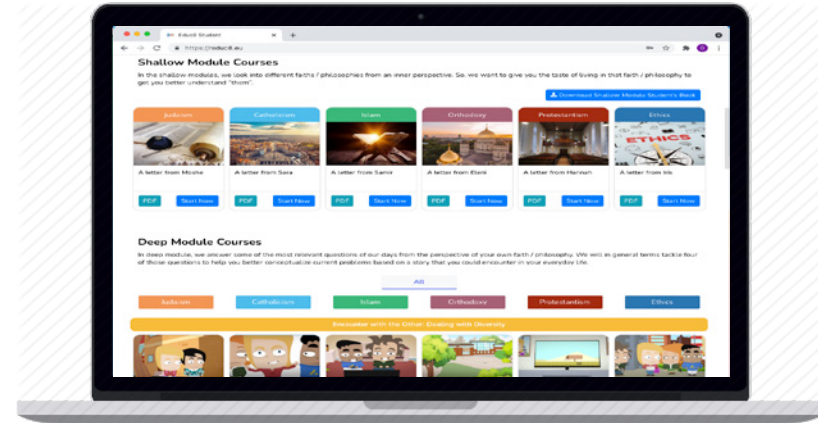 Educil Student
https://reducil.eu
Shallow Module Courses
In the shallow modules, we look into different faiths / philosophies from an inner perspective. So, we want to give you the taste of living in that faith / philosophy to
get you better understand "them".
Download Shallow Module Student's Book
Judaism Catholicism Islam Orthodoxy Protestantism Ethics
ETHICS
A letter from Moshe A letter from Sara A letter from Samir A letter from Eleni A letter from Hannah A letter from Iris
PDF Start Now PDF Start Now PDF Start Now PDF Start Now PDF Start Now PDF Start Now
Deep Module Courses
In deep module, we answer some of the most relevant questions of our days from the perspective of your own faith / philosophy. We will in general terms tackle four
of those questions to help you better conceptualize current problems based on a story that you could encounter in your everyday life.
All
Judaism Catholicism Islam Orthodoxy Protestantism Ethics
Encounter with the Other: Dealing with Diversity